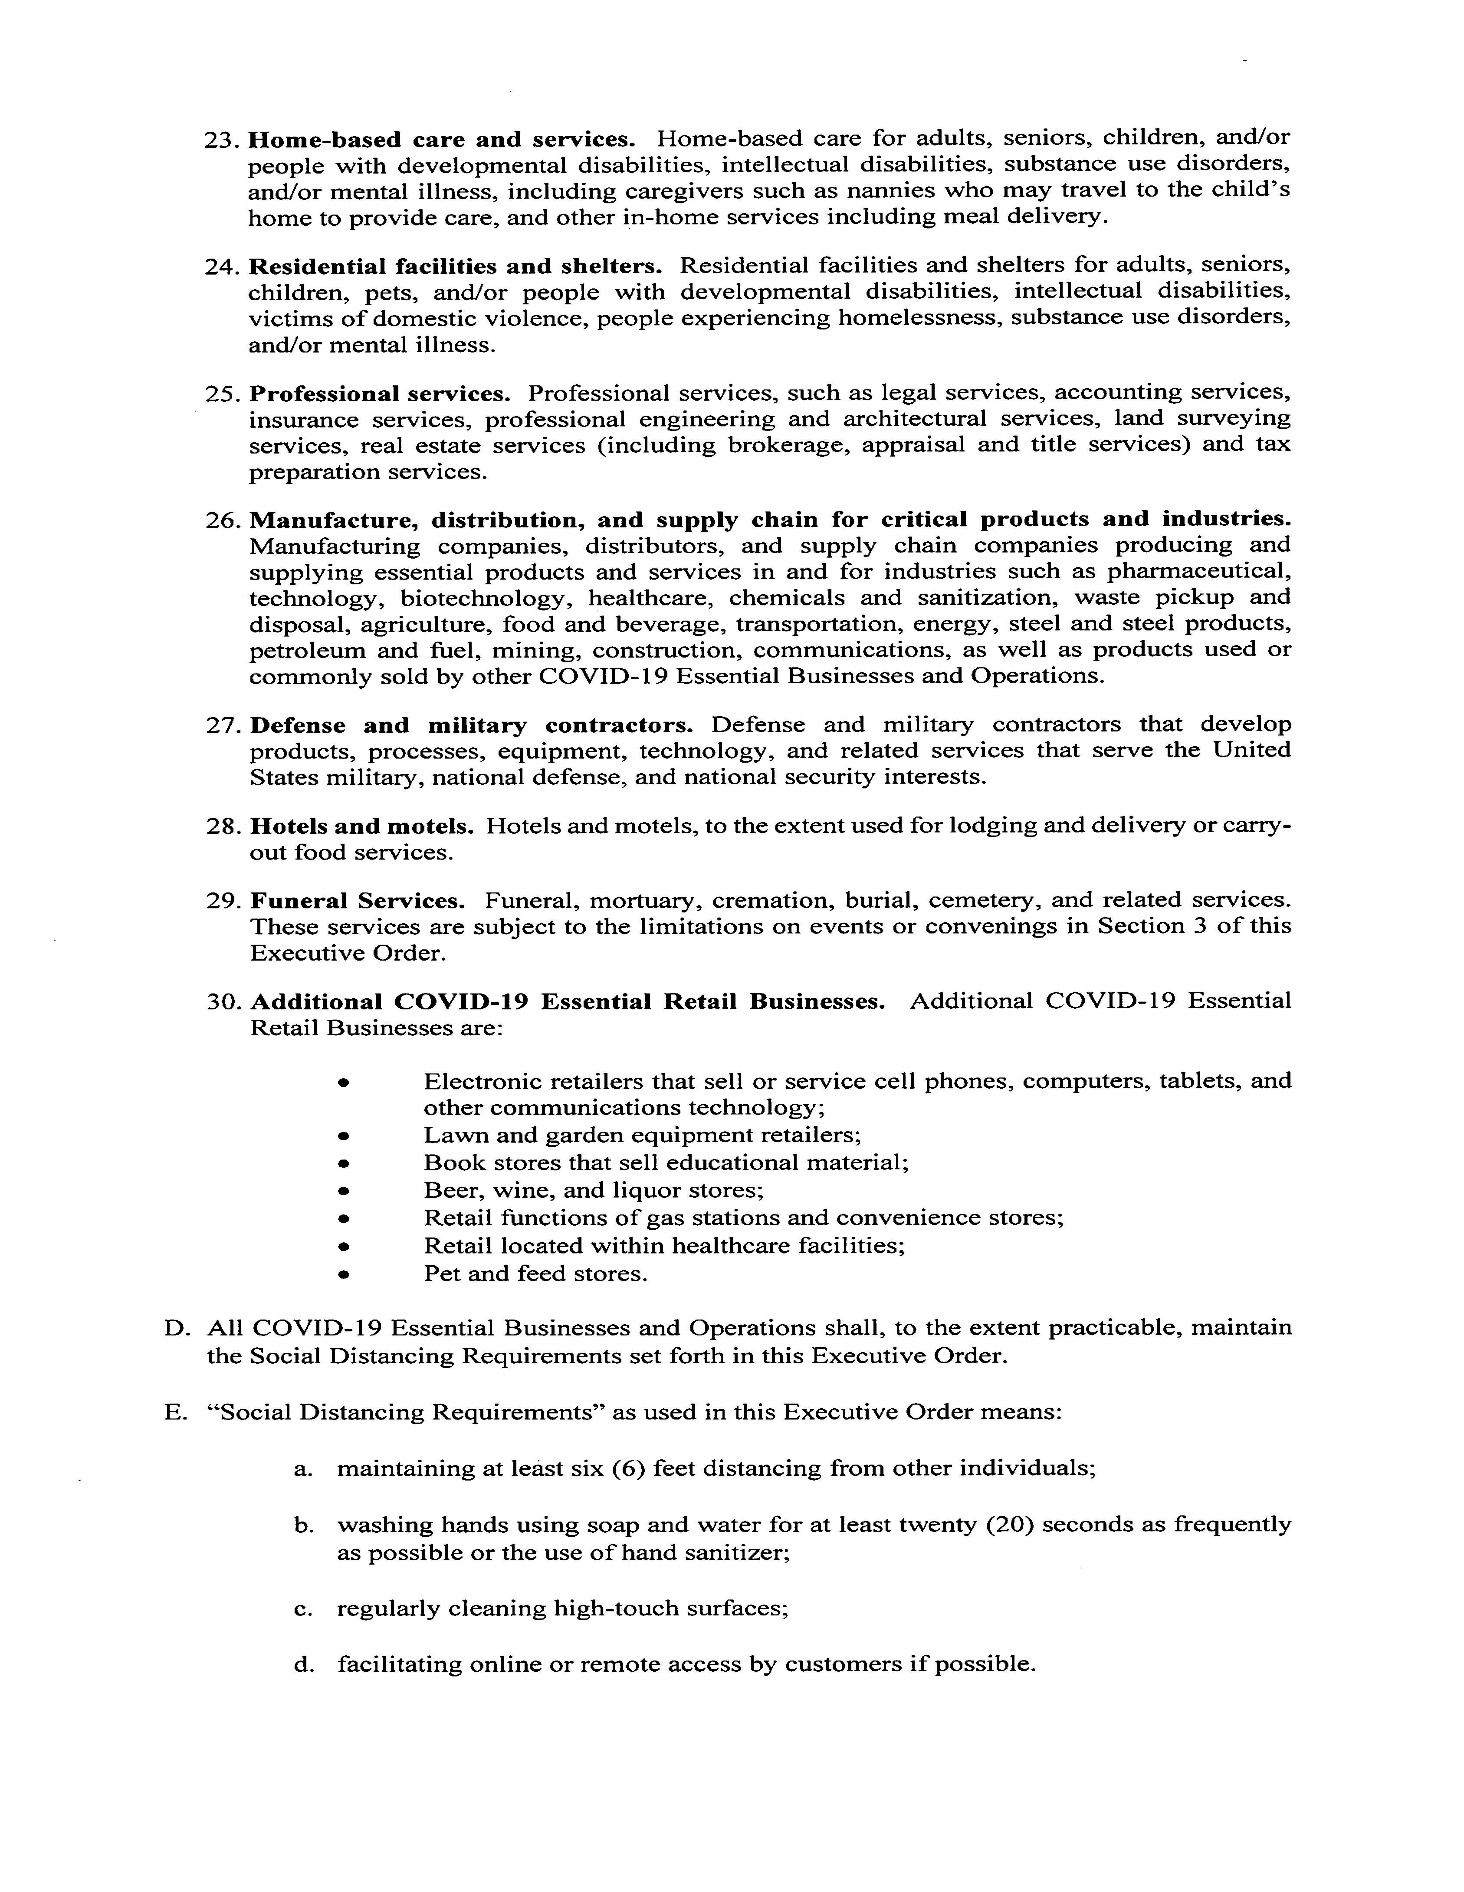 23. Home-based care and services. Home-based care for adults, seniors, children, and/or
people with developmental disabilities, intellectual disabilities, substance use disorders,
and/or mental illness, including caregivers such as nannies who may travel to the child's
home to provide care, and other in-home services including meal delivery.
24. Residential facilities and shelters. Residential facilities and shelters for adults, seniors,
children, pets, and/or people with developmental disabilities, intellectual disabilities,
victims of domestic violence, people experiencing homelessness, substance use disorders,
and/or mental illness.
25. Professional services. Professional services, such as legal services, accounting services,
insurance services, professional engineering and architectural services, land surveying
services, real estate services (including brokerage, appraisal and title services) and tax
preparation services.
26. Manufacture, distribution, and supply chain for critical products and industries.
Manufacturing companies, distributors, and supply chain companies producing and
supplying essential products and services in and for industries such as pharmaceutical,
technology, biotechnology, healthcare, chemicals and sanitization, waste pickup and
disposal, agriculture, food and beverage, transportation, energy, steel and steel products,
petroleum and fuel, mining, construction, communications, as well as products used or
commonly sold by other COVID-19 Essential Businesses and Operations.
27. Defense and military contractors. Defense and military contractors that develop
products, processes, equipment, technology, and related services that serve the United
States military, national defense, and national security interests.
28. Hotels and motels. Hotels and motels, to the extent used for lodging and delivery or carry-
out food services.
29. Funeral Services. Funeral, mortuary, cremation, burial, cemetery, and related services.
These services are subject to the limitations on events or convenings in Section 3 of this
Executive Order.
30. Additional COVID-19 Essential Retail Businesses. Additional COVID-19 Essential
Retail Businesses are:
• Electronic retailers that sell or service cell phones, computers, tablets, and
other communications technology;
• Lawn and garden equipment retailers;
• Book stores that sell educational material;
• Beer, wine, and liquor stores;
• Retail functions of gas stations and convenience stores;
• Retail located within healthcare facilities;
• Pet and feed stores.
D. All COVID-19 Essential Businesses and Operations shall, to the extent practicable, maintain
the Social Distancing Requirements set forth in this Executive Order.
E. “Social Distancing Requirements” as used in this Executive Order means:
a. maintaining at least six (6) feet distancing from other individuals;
b. washing hands using soap and water for at least twenty (20) seconds as frequently
as possible or the use of hand sanitizer;
c. regularly cleaning high-touch surfaces;
d. facilitating online or remote access by customers if possible.